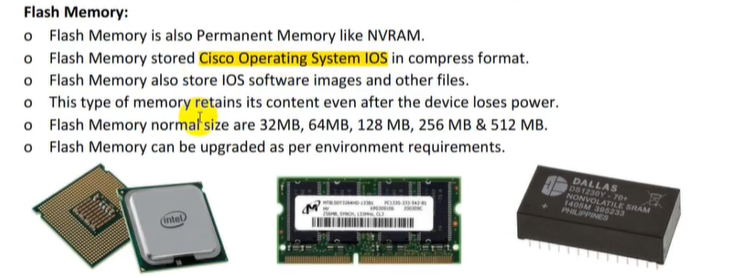 Flash Memory:
o Flash Memory is also Permanent Memory like NVRAM.
o Flash Memory stored Cisco Operating System IOS in compress format.
o Flash Memory also store IOS software images and other files.
o This type of memory retains its content even after the device loses power.
o Flash Memory normal size are 32MB, 64MB, 128 MB, 256 MB & 512 MB.
o Flash Memory can be upgraded as per environment requirements.
intel
DALLAS
DS1230Y - 70+
NONVOLATILE SRAM
1405M 395233
PHILIPPINES